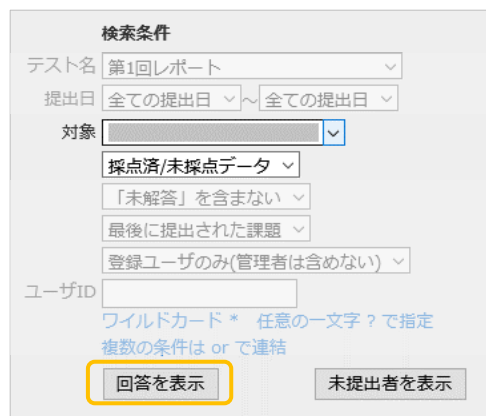 検索条件
テスト名 第1回レポート
提出日 全ての提出日 ～ 全ての提出日
対象
採点済/未採点データ
「未解答」を含まない
最後に提出された課題
登録ユーザのみ(管理者は含めない)
ユーザID
ワイルドカード * 任意の一文字 ? で指定
複数の条件は or で連結
回答を表示 未提出者を表示